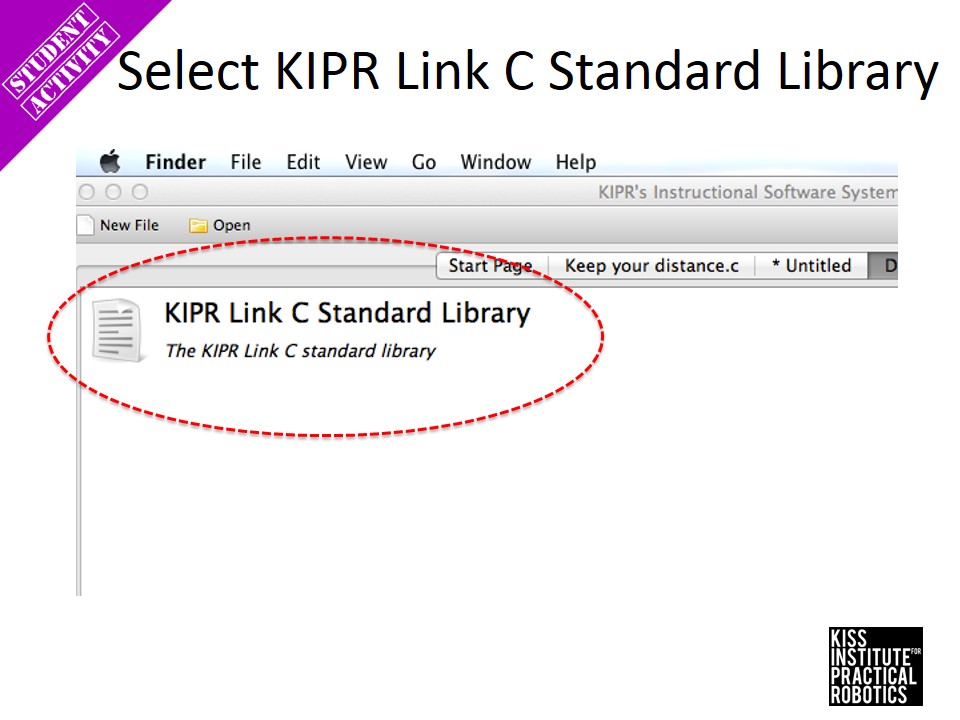 STUDENT
ACTIVITY
Select KIPR Link C Standard Library
Finder File Edit View Go Window Help
KIPR's Instructional Software System
New File Open
Start Page Keep your distance.c * Untitled D
KIPR Link C Standard Library
The KIPR Link C standard library
KISS
INSTITUTE FOR
PRACTICAL
ROBOTICS